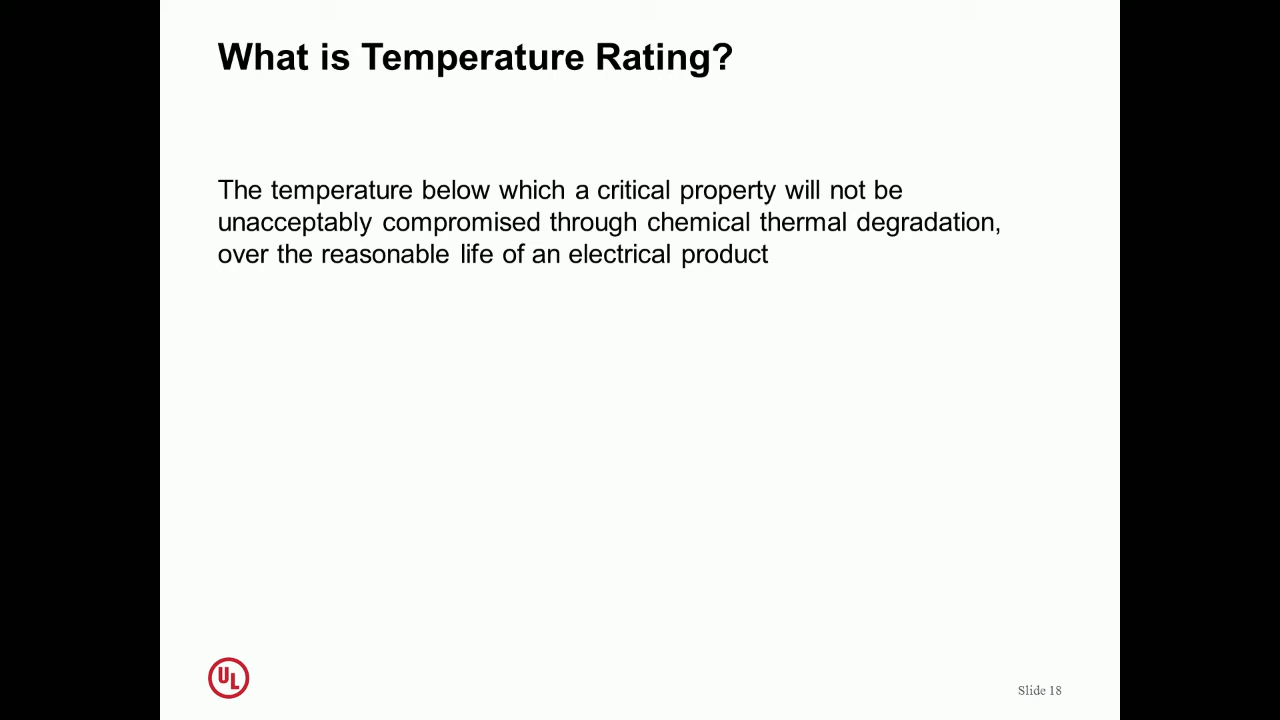 What is Temperature Rating?
The temperature below which a critical property will not be
unacceptably compromised through chemical thermal degradation,
over the reasonable life of an electrical product
UL
Slide 18